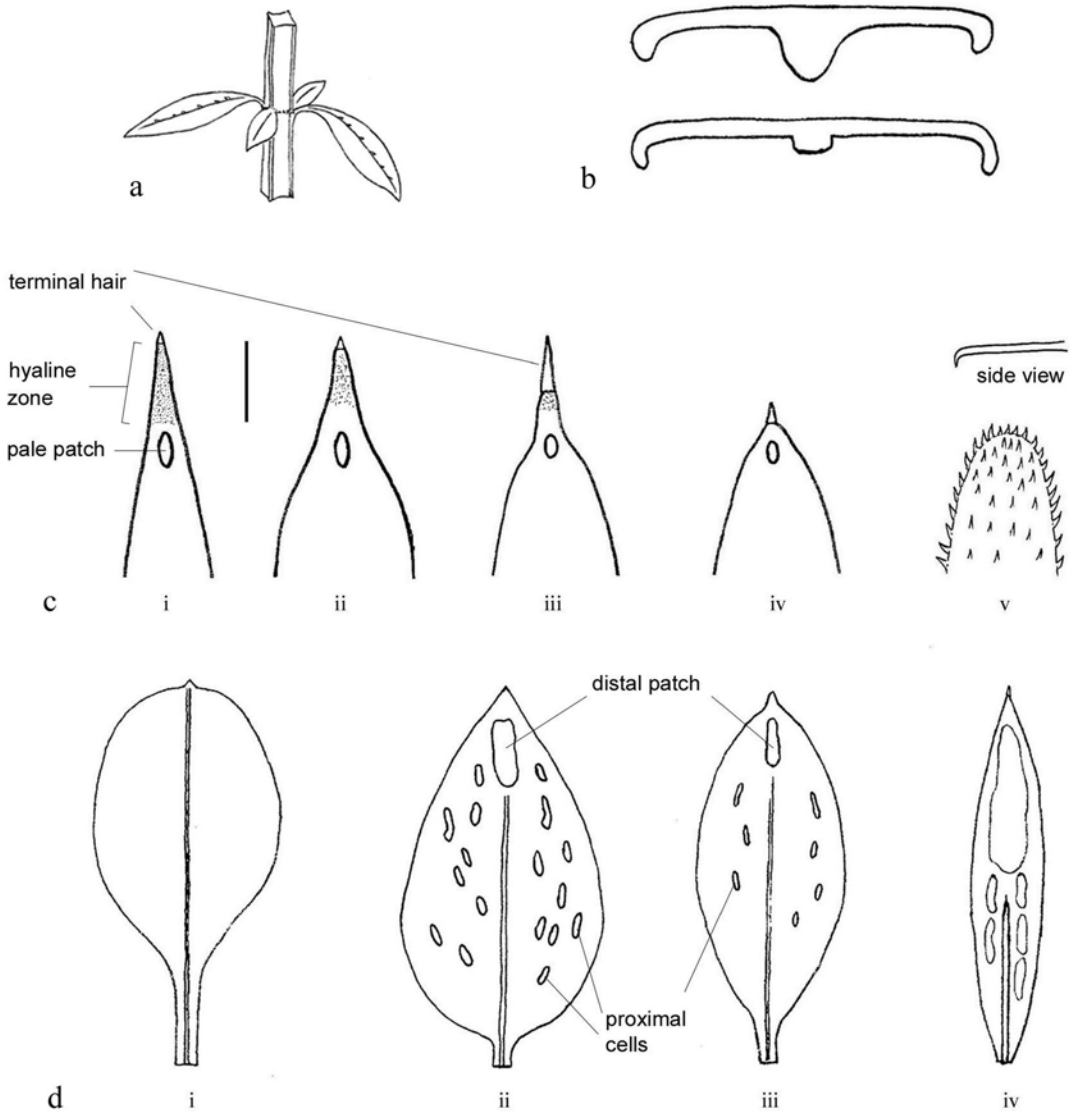 a
b
terminal hair
hyaline
zone
pale patch
side view
c
i
ii
iii
iv
v
distal patch
proximal
cells
d
i
ii
iii
iv